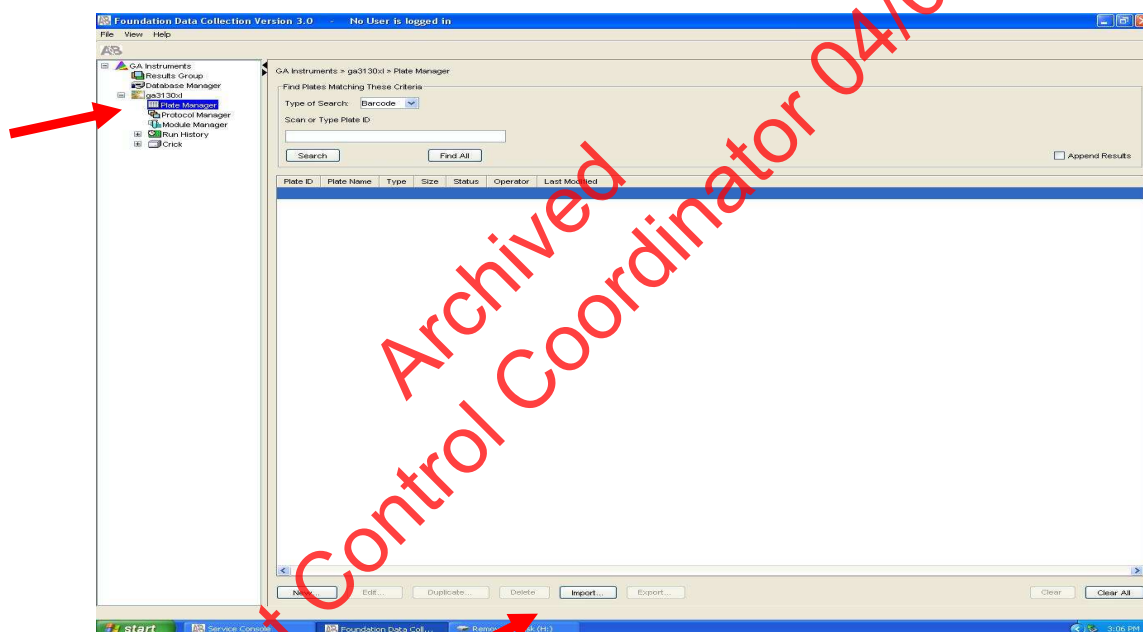 Foundation Data Collection Version 3.0 - No User is logged in
File View Help
AB
GA Instruments
Results Group
Database Manager
ga3130xl
Plate Manager
Protocol Manager
Module Manager
Run History
Crick
GA Instruments > ga3130xl > Plate Manager
Find Plates Matching These Criteria
Type of Search: Barcode
Scan or Type Plate ID
Search Find All Append Results
Plate ID Plate Name Type Size Status Operator Last Modified
New... Edit... Duplicate... Delete Import... Export... Clear Clear All
start Service Console Foundation Data Coll... (H:) 3:06 PM
Archived
Control Coordinator 04/